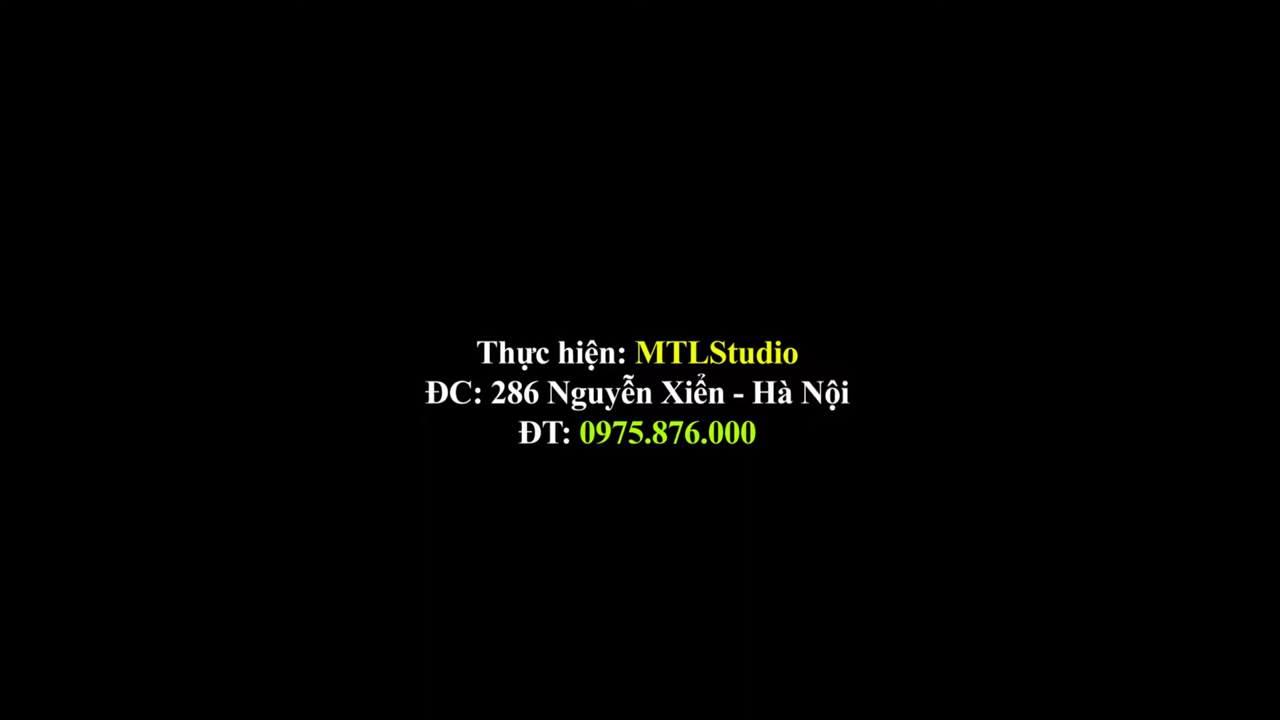 Thực hiện: MTLStudio
ĐC: 286 Nguyễn Xiển - Hà Nội
ĐT: 0975.876.000